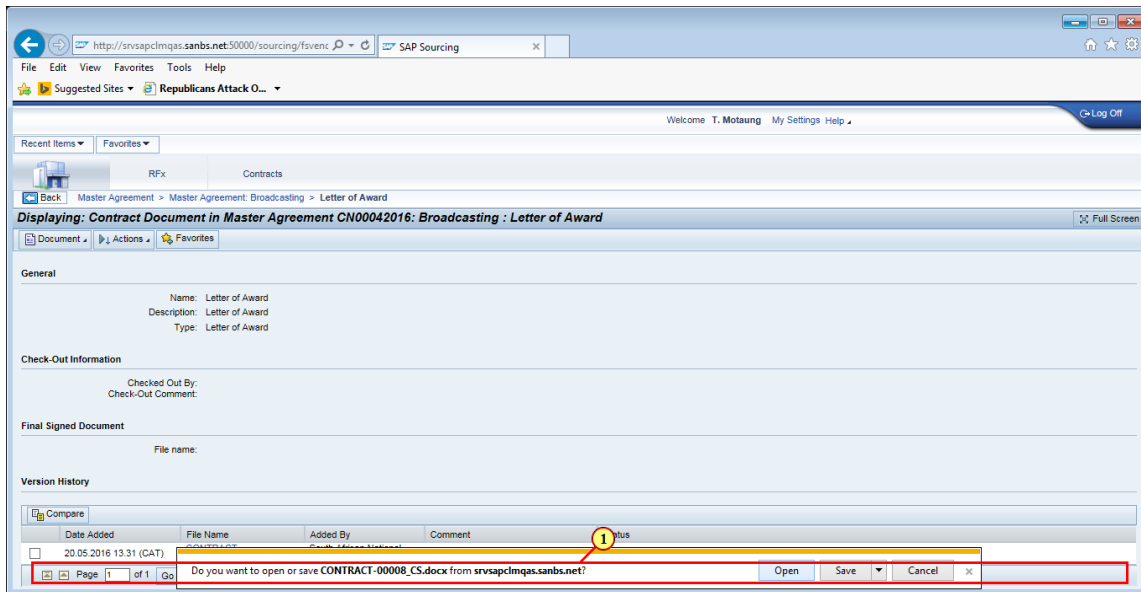 http://srvsapclmqas.sanbs.net:50000/sourcing/fsvenc
SAP Sourcing
File Edit View Favorites Tools Help
Suggested Sites Republicans Attack O...
Welcome T. Motaung My Settings Help
Log Off
Recent Items Favorites
RFx Contracts
Back Master Agreement > Master Agreement: Broadcasting > Letter of Award
Displaying: Contract Document in Master Agreement CN00042016: Broadcasting : Letter of Award
Full Screen
Document Actions Favorites
General
Name: Letter of Award
Description: Letter of Award
Type: Letter of Award
Check-Out Information
Checked Out By:
Check-Out Comment:
Final Signed Document
File name:
Version History
Compare
Date Added File Name Added By Comment tus
20.05.2016 13.31 (CAT) CONTRACT South African National
1
Page 1 of 1 Go
Do you want to open or save CONTRACT-00008_CS.docx from srvsapclmqas.sanbs.net?
Open Save Cancel